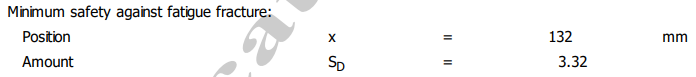 Minimum safety against fatigue fracture:
Position x = 132 mm
Amount S_D = 3.32